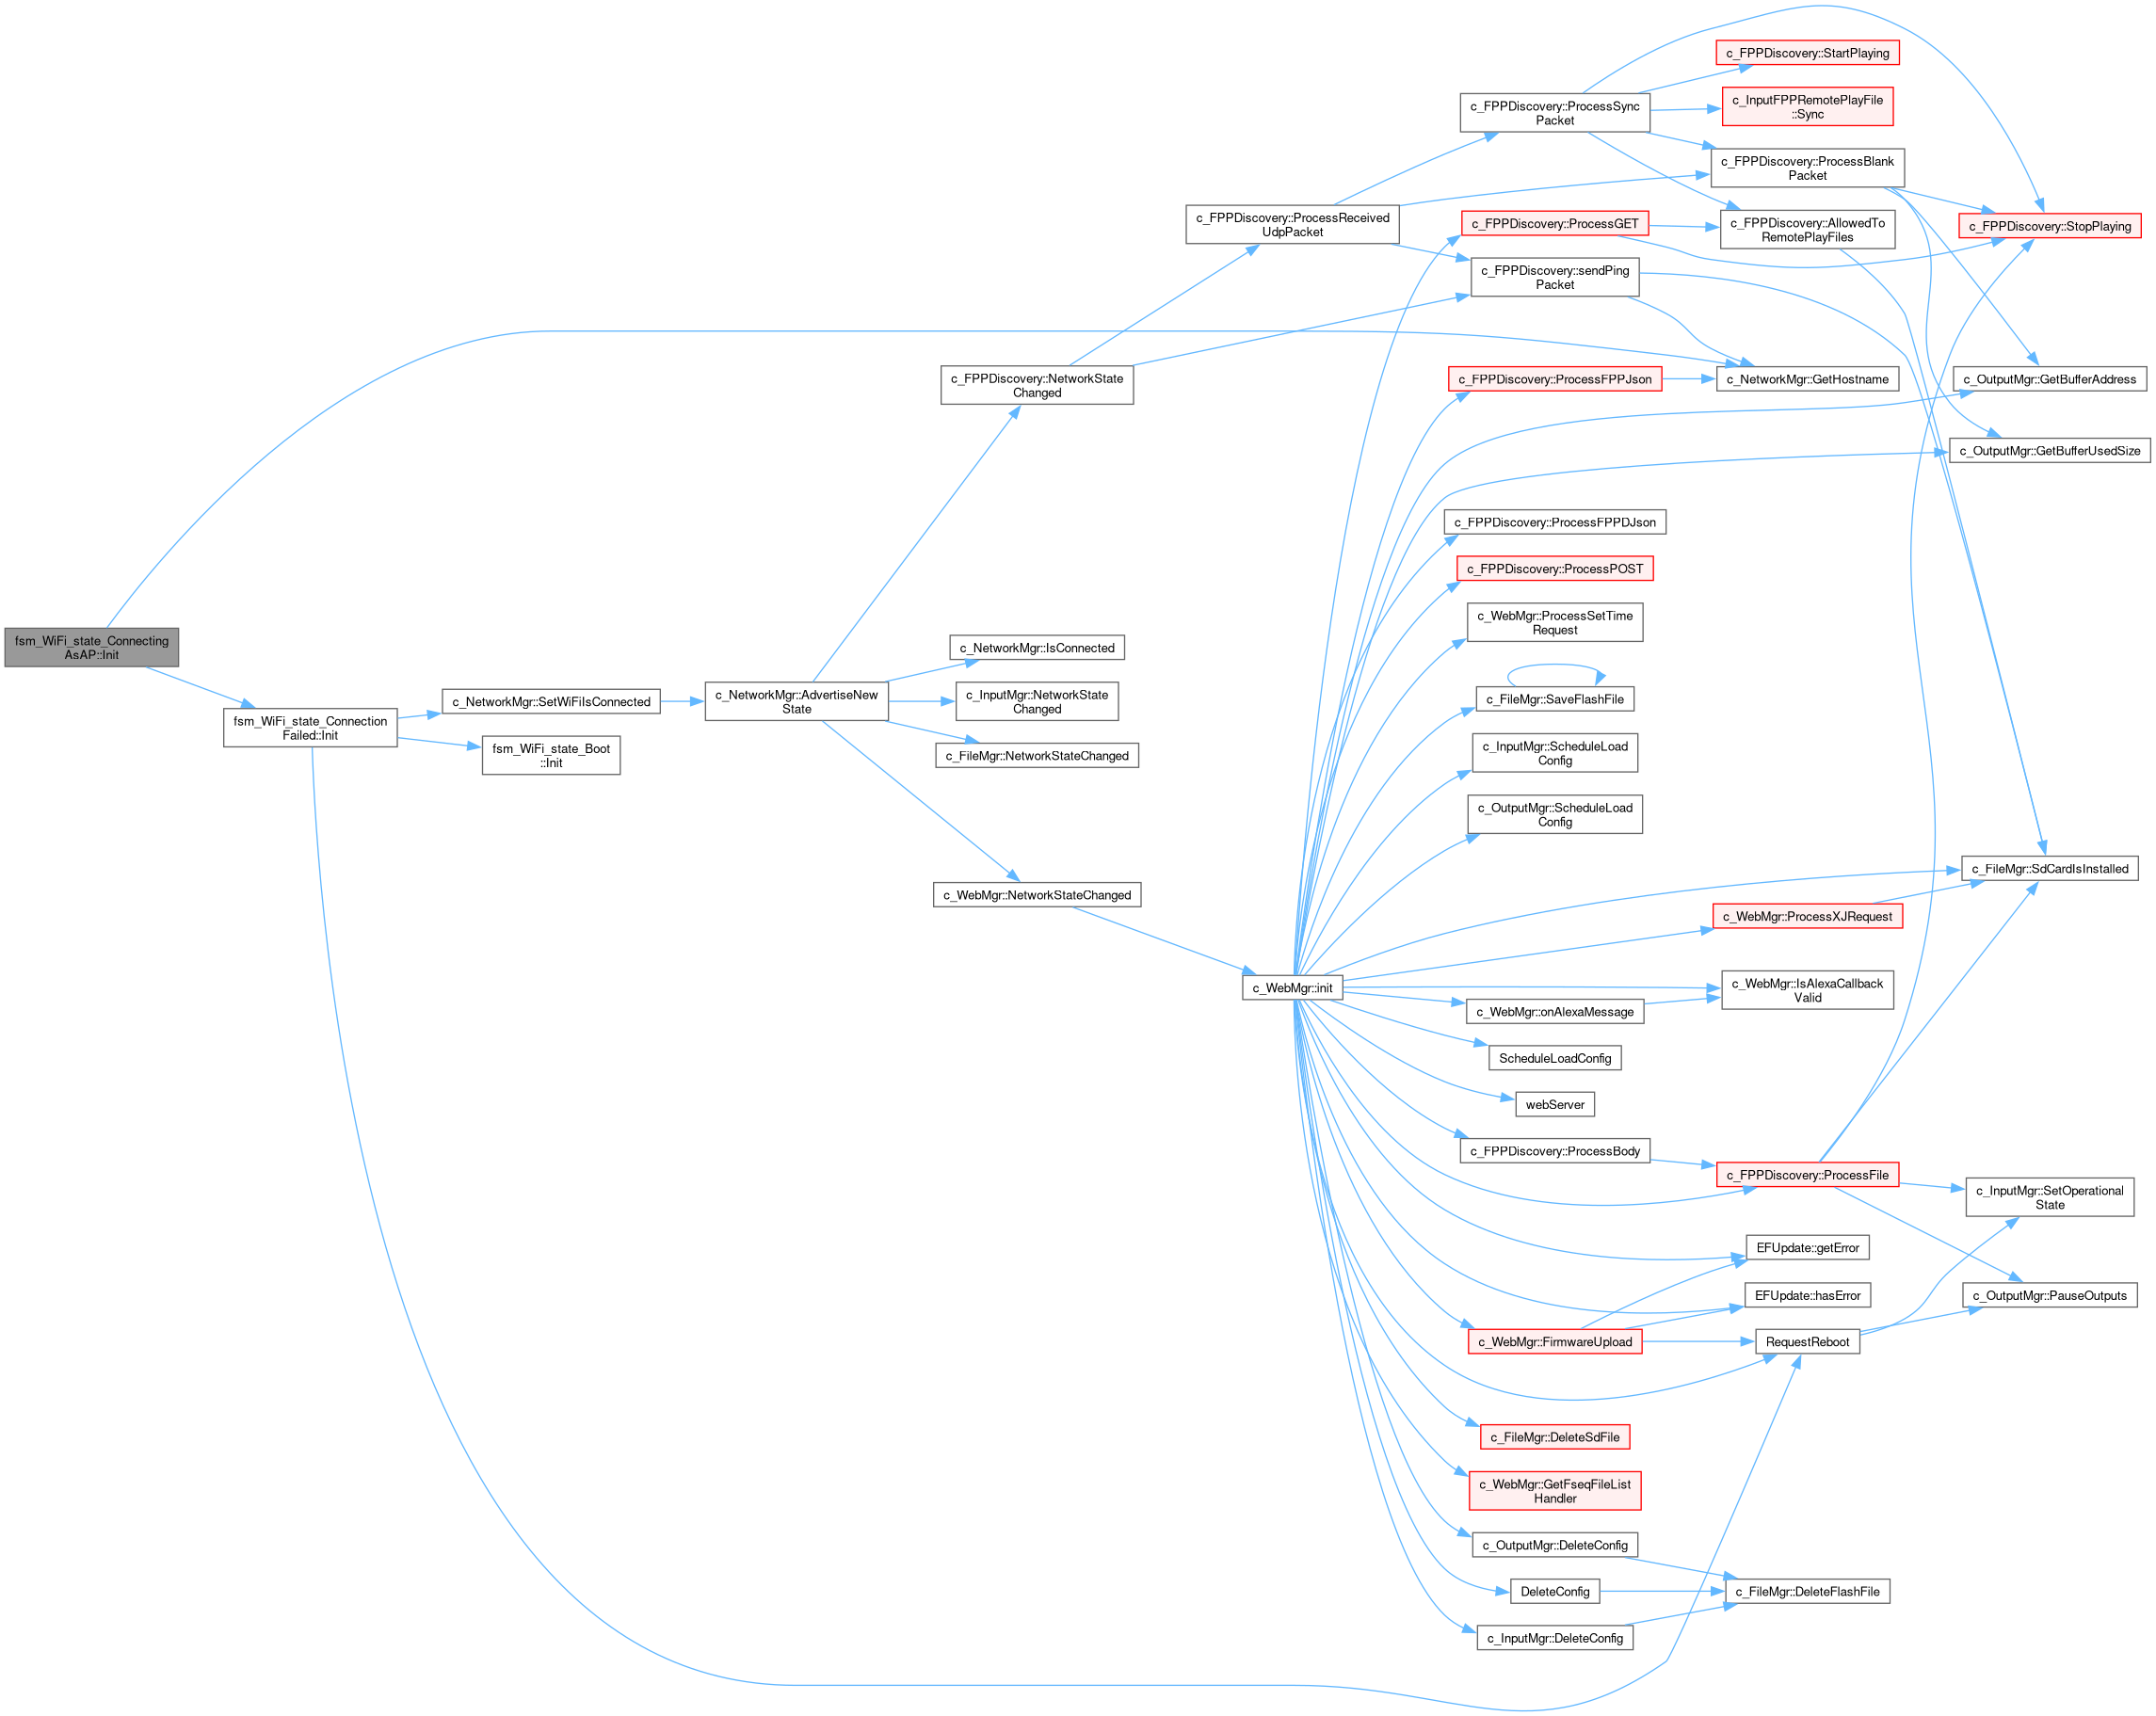 fsm_WiFi_state_Connecting
AsAP::Init
fsm_WiFi_state_Connection
Failed::Init
c_NetworkMgr::SetWiFiIsConnected
fsm_WiFi_state_Boot
::Init
c_NetworkMgr::AdvertiseNew
State
c_FPPDiscovery::NetworkState
Changed
c_NetworkMgr::IsConnected
c_InputMgr::NetworkState
Changed
c_FileMgr::NetworkStateChanged
c_WebMgr::NetworkStateChanged
c_FPPDiscovery::ProcessReceived
UdpPacket
c_WebMgr::init
c_FPPDiscovery::ProcessSync
Packet
c_FPPDiscovery::ProcessGET
c_FPPDiscovery::sendPing
Packet
c_FPPDiscovery::ProcessFPPJson
c_FPPDiscovery::ProcessFPPDJson
c_FPPDiscovery::ProcessPOST
c_WebMgr::ProcessSetTime
Request
c_FileMgr::SaveFlashFile
c_InputMgr::ScheduleLoad
Config
c_OutputMgr::ScheduleLoad
Config
c_WebMgr::onAlexaMessage
ScheduleLoadConfig
webServer
c_FPPDiscovery::ProcessBody
c_WebMgr::FirmwareUpload
c_FileMgr::DeleteSdFile
c_WebMgr::GetFseqFileList
Handler
c_OutputMgr::DeleteConfig
DeleteConfig
c_InputMgr::DeleteConfig
c_FPPDiscovery::StartPlaying
c_InputFPPRemotePlayFile
::Sync
c_FPPDiscovery::ProcessBlank
Packet
c_FPPDiscovery::AllowedTo
RemotePlayFiles
c_NetworkMgr::GetHostname
c_WebMgr::ProcessXJRequest
c_WebMgr::IsAlexaCallback
Valid
c_FPPDiscovery::ProcessFile
EFUpdate::getError
EFUpdate::hasError
RequestReboot
c_FileMgr::DeleteFlashFile
c_FPPDiscovery::StopPlaying
c_OutputMgr::GetBufferAddress
c_OutputMgr::GetBufferUsedSize
c_FileMgr::SdCardIsInstalled
c_InputMgr::SetOperational
State
c_OutputMgr::PauseOutputs